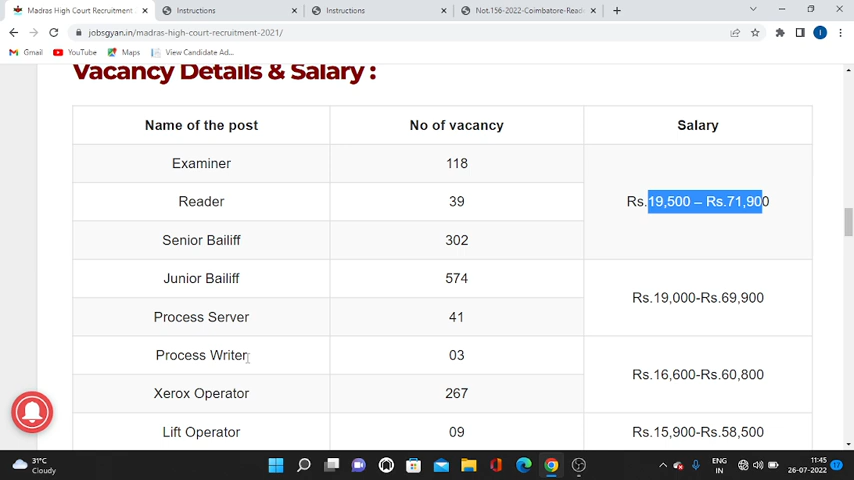 Madras High Court Recruitment
Instructions
Instructions
Not.156-2022-Coimbatore-Read
jobsgyan.in/madras-high-court-recruitment-2021/
Gmail
YouTube
Maps
View Candidate Ad...
Vacancy Details & Salary :
Name of the post No of vacancy Salary
Examiner 118
Reader 39 Rs.19,500 – Rs.71,900
Senior Bailiff 302
Junior Bailiff 574
Rs.19,000-Rs.69,900
Process Server 41
Process Writer 03
Rs.16,600-Rs.60,800
Xerox Operator 267
Lift Operator 09 Rs.15,900-Rs.58,500
31°C
Cloudy
ENG
IN
11:45
26-07-2022